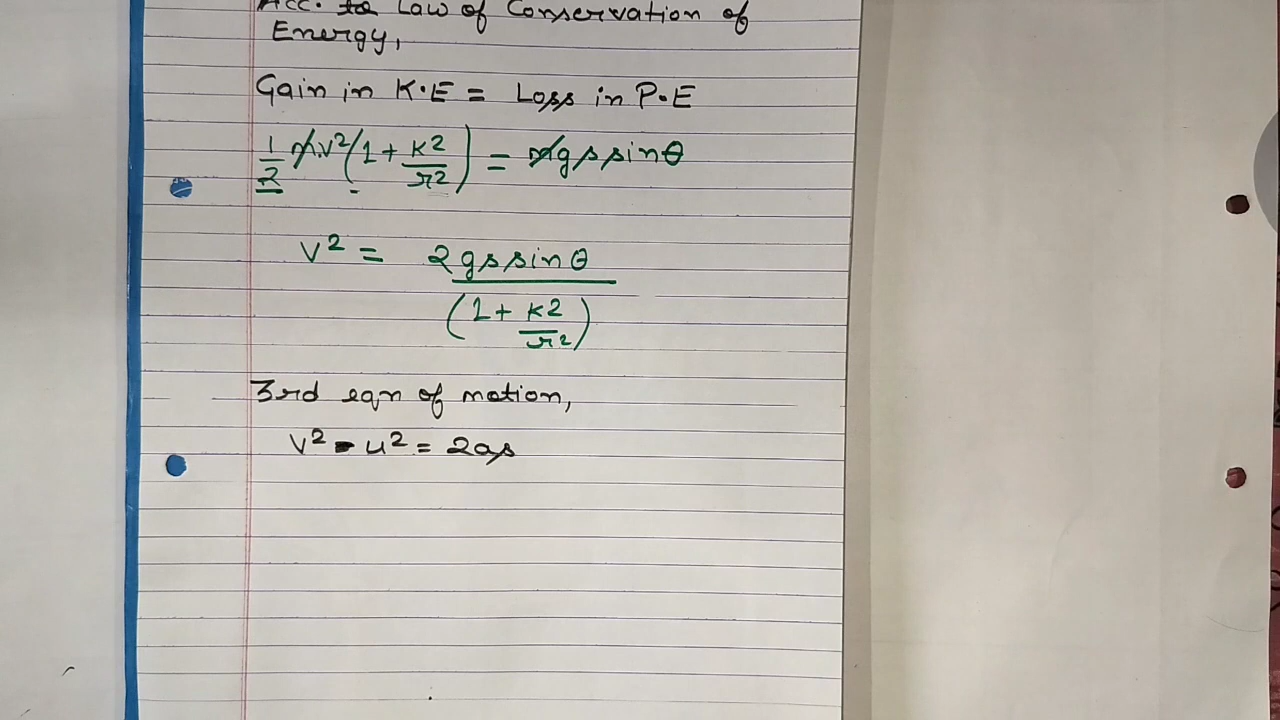 Acc. to Law of Conservation of
Energy,
Gain in K.E = Loss in P.E
1/2 m v²(1 + K²/r²) = mgs sinθ
v² = 2gs sinθ / (1 + K²/r²)
3rd eqn of motion,
v² - u² = 2as